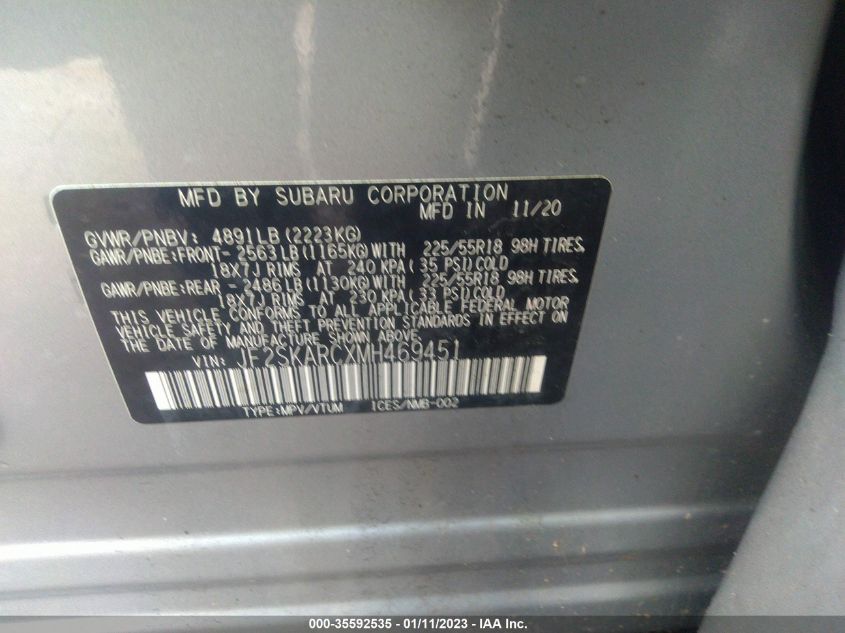 MFD BY SUBARU CORPORATION
MFD IN 11/20
GVWR/PNBV: 4891LB(2223KG)
GAWR/PNBE:FRONT- 2563LB(1165KG)WITH 225/55R18 98H TIRES,
18X7J RIMS AT 240 KPA( 35 PSI)COLD
GAWR/PNBE:REAR - 2486LB(1130KG)WITH 225/55R18 98H TIRES,
18X7J RIMS AT 230 KPA( 33 PSI)COLD
THIS VEHICLE CONFORMS TO ALL APPLICABLE FEDERAL MOTOR
VEHICLE SAFETY AND THEFT PREVENTION STANDARDS IN EFFECT ON
THE DATE OF MANUFACTURE SHOWN ABOVE.
VIN: JF2SKARCXMH469451
TYPE:MPV/VTUM ICES/NMB-002
000-35592535 - 01/11/2023 - IAA Inc.